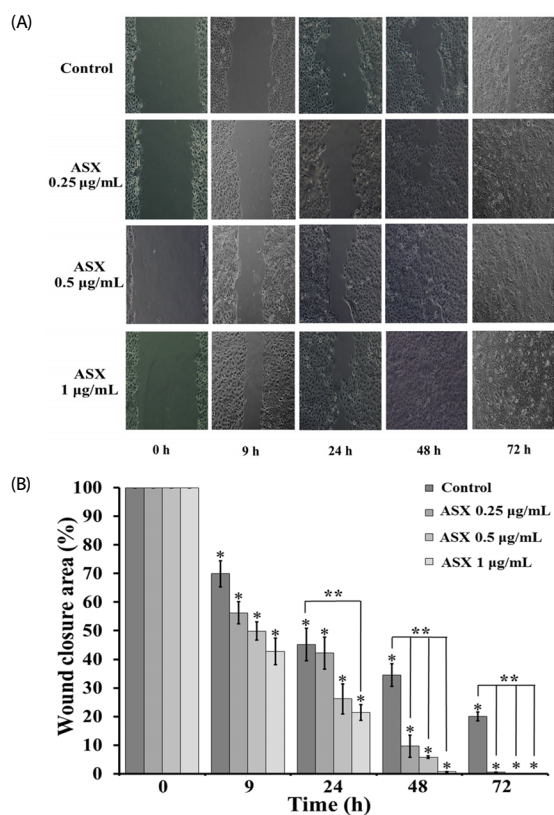 (A)
Control
ASX
0.25 µg/mL
ASX
0.5 µg/mL
ASX
1 µg/mL
0 h 9 h 24 h 48 h 72 h
(B)
Wound closure area (%)
100
90
80
70
60
50
40
30
20
10
0
Control
ASX 0.25 µg/mL
ASX 0.5 µg/mL
ASX 1 µg/mL
* * * *
* * * * **
* * * * **
* * * * **
0 9 24 48 72
Time (h)